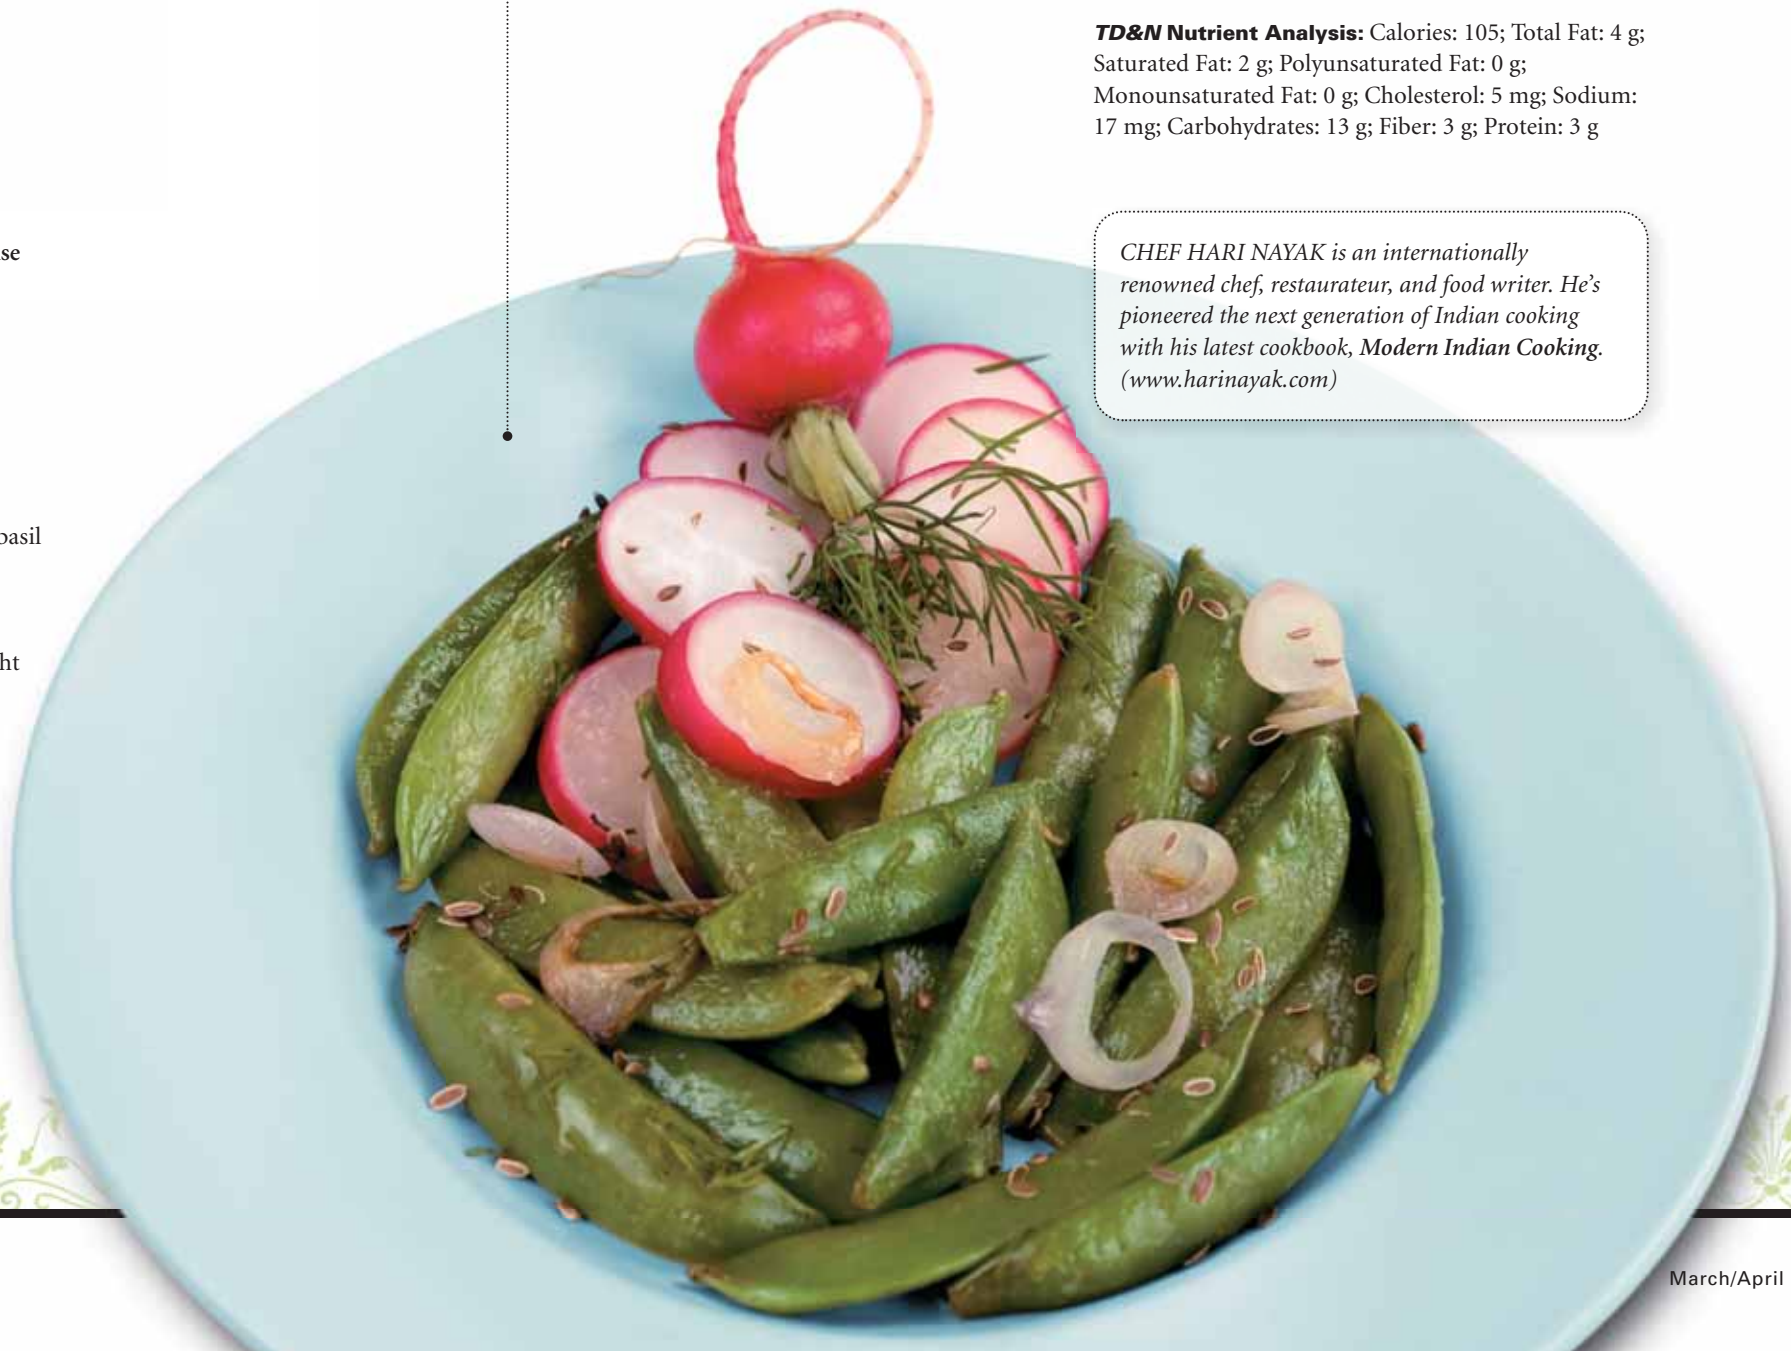 TD&N Nutrient Analysis: Calories: 105; Total Fat: 4 g;
Saturated Fat: 2 g; Polyunsaturated Fat: 0 g;
Monounsaturated Fat: 0 g; Cholesterol: 5 mg; Sodium:
17 mg; Carbohydrates: 13 g; Fiber: 3 g; Protein: 3 g
CHEF HARI NAYAK is an internationally
renowned chef, restaurateur, and food writer. He’s
pioneered the next generation of Indian cooking
with his latest cookbook, Modern Indian Cooking.
(www.harinayak.com)
basil
March/April